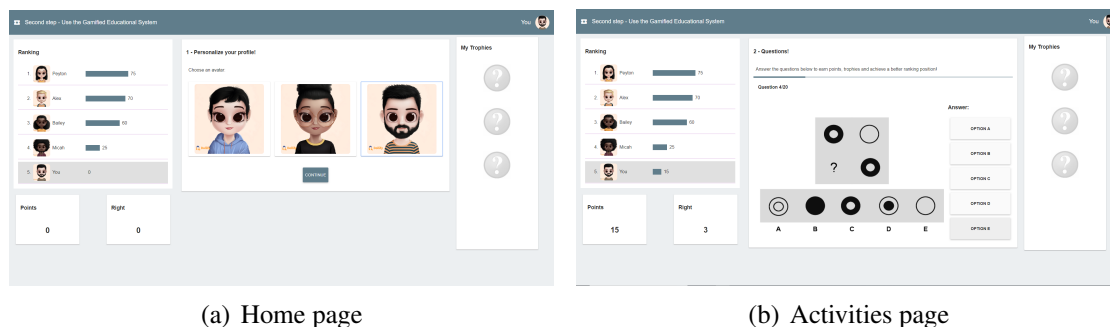 Second step - Use the Gamified Educational System
You
Ranking
1 Peyton 75
2 Alex 70
3 Bailey 60
4 Micah 25
5 You 0
Points
0
Right
0
1 - Personalize your profile!
Choose an avatar.
CONTINUE
My Trophies
?
?
?
(a) Home page
Second step - Use the Gamified Educational System
You
Ranking
1 Peyton 75
2 Alex 70
3 Bailey 60
4 Micah 25
5 You 15
Points
15
Right
3
2 - Questions!
Answer the questions below to earn points, trophies and achieve a better ranking position!
Question 4/20
?
A B C D E
Answer:
OPTION A
OPTION B
OPTION C
OPTION D
OPTION E
My Trophies
?
?
?
(b) Activities page